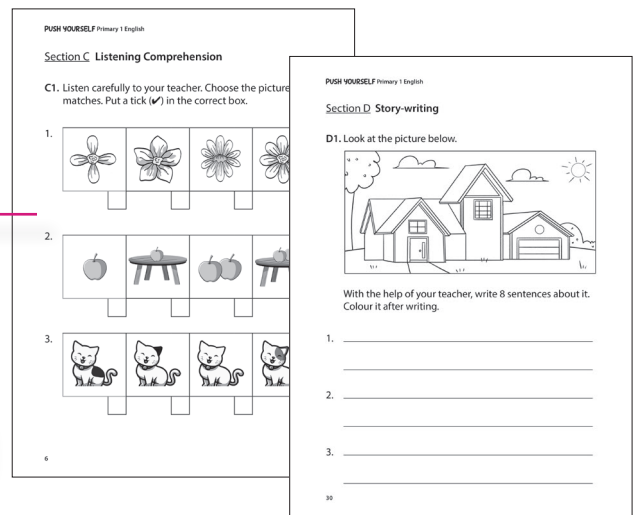 PUSH YOURSELF Primary 1 English
Section C Listening Comprehension
C1. Listen carefully to your teacher. Choose the picture
matches. Put a tick (✔) in the correct box.
1.
2.
3.
6
PUSH YOURSELF Primary 1 English
Section D Story-writing
D1. Look at the picture below.
With the help of your teacher, write 8 sentences about it.
Colour it after writing.
1.
2.
3.
30